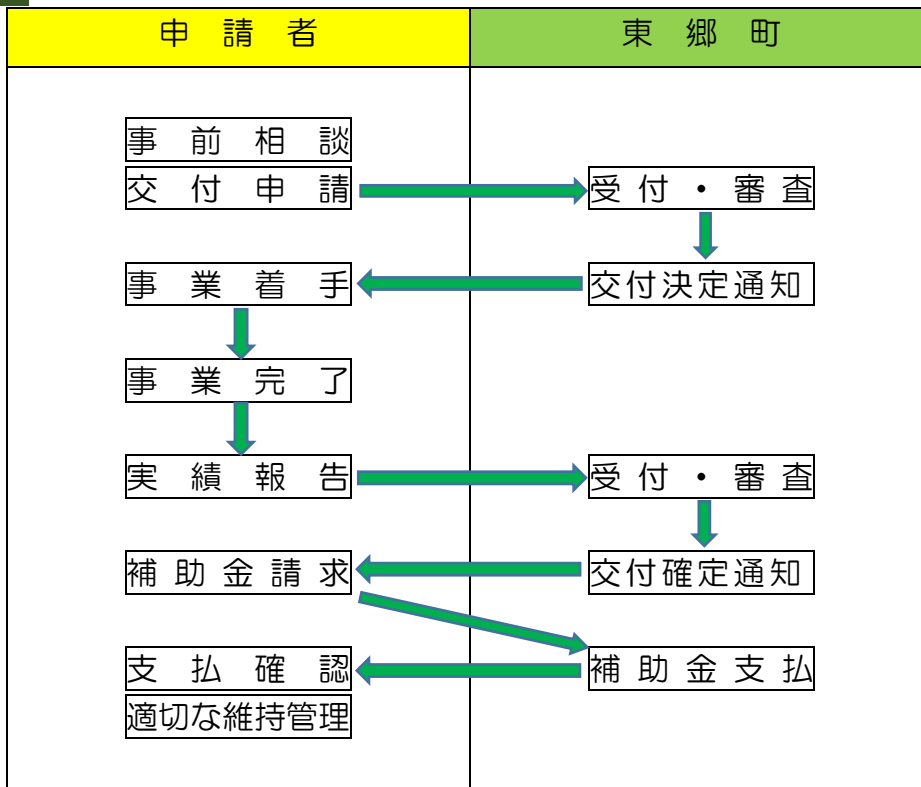 申請者
東郷町
事前相談
交付申請
受付・審査
事業着手
交付決定通知
事業完了
実績報告
受付・審査
補助金請求
交付確定通知
支払確認
補助金支払
適切な維持管理